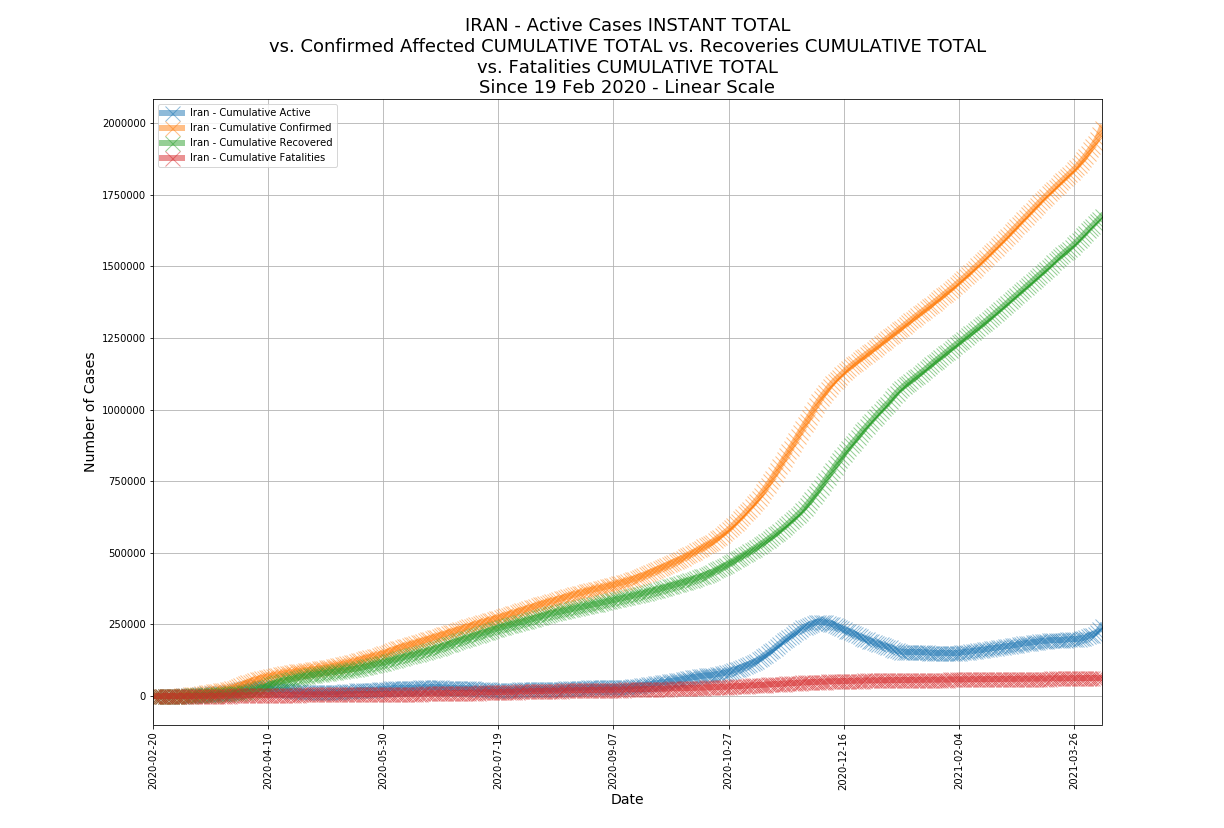 IRAN - Active Cases INSTANT TOTAL
vs. Confirmed Affected CUMULATIVE TOTAL vs. Recoveries CUMULATIVE TOTAL
vs. Fatalities CUMULATIVE TOTAL
Since 19 Feb 2020 - Linear Scale
Iran - Cumulative Active
Iran - Cumulative Confirmed
Iran - Cumulative Recovered
Iran - Cumulative Fatalities
Number of Cases
2000000
1750000
1500000
1250000
1000000
750000
500000
250000
0
2020-02-20
2020-04-10
2020-05-30
2020-07-19
2020-09-07
2020-10-27
2020-12-16
2021-02-04
2021-03-26
Date